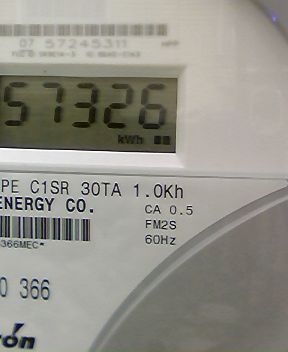 07 57245311
57326
kWh
PE C1SR 30TA 1.0Kh
ENERGY CO.
CA 0.5
FM2S
60Hz
366MEC*
0 366
rón